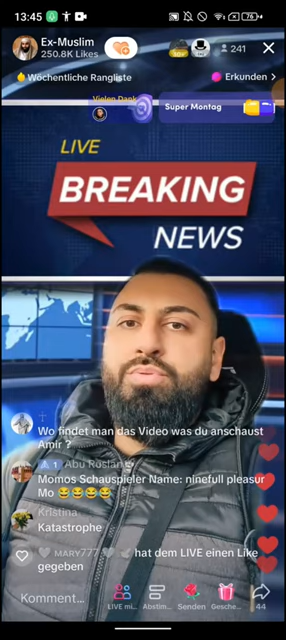 13:45
76
Ex-Muslim
250.8K Likes
241
Wöchentliche Rangliste
Erkunden >
Vielen Dank
Super Montag
LIVE
BREAKING
NEWS
Wo findet man das Video was du anschaust
Amir ?
1 Abu Ruslan
Momos Schauspieler Name: ninefull pleasur
Mo 😂😂😂😂
Kristina
Katastrophe
MARY777 hat dem LIVE einen Like
gegeben
Komment...
LIVE mi...
Abstim...
Senden
Gesche...
44